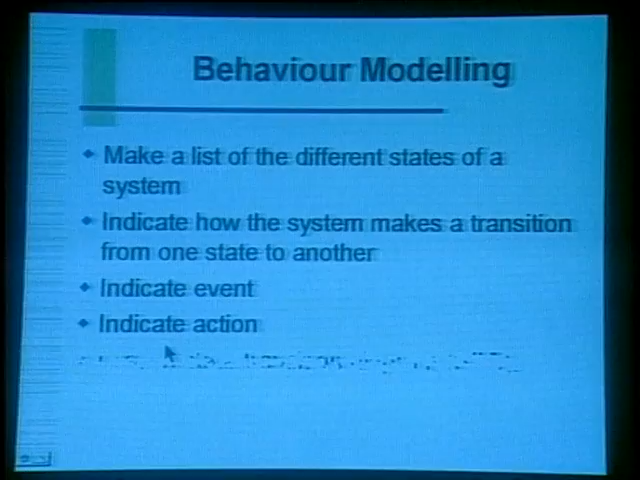 Behaviour Modelling
Make a list of the different states of a
system
Indicate how the system makes a transition
from one state to another
Indicate event
Indicate action